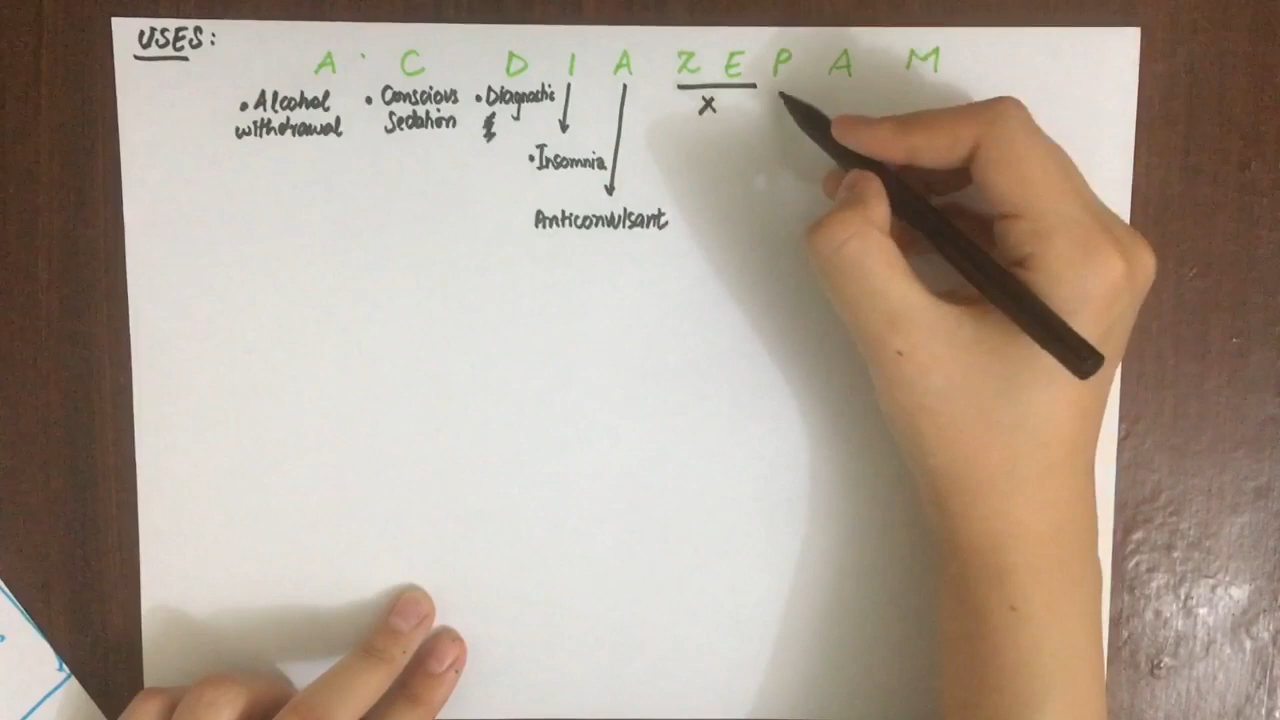 USES:
A C D I A Z E P A M
• Alcohol withdrawal
• Conscious Sedation
• Diagnostic
x
• Insomnia
Anticonvulsant